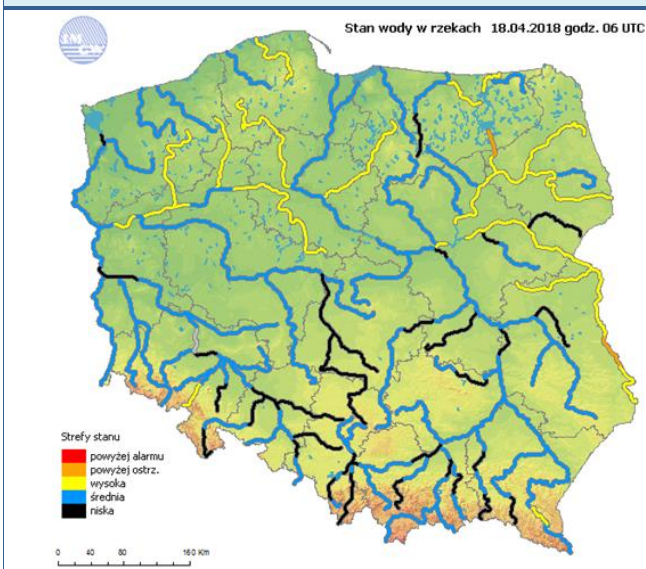 Stan wody w rzekach 18.04.2018 godz. 06 UTC
Strefy stanu
powyżej alarmu
powyżej ostrz.
wysoka
średnia
niska
0 40 80 160 Km